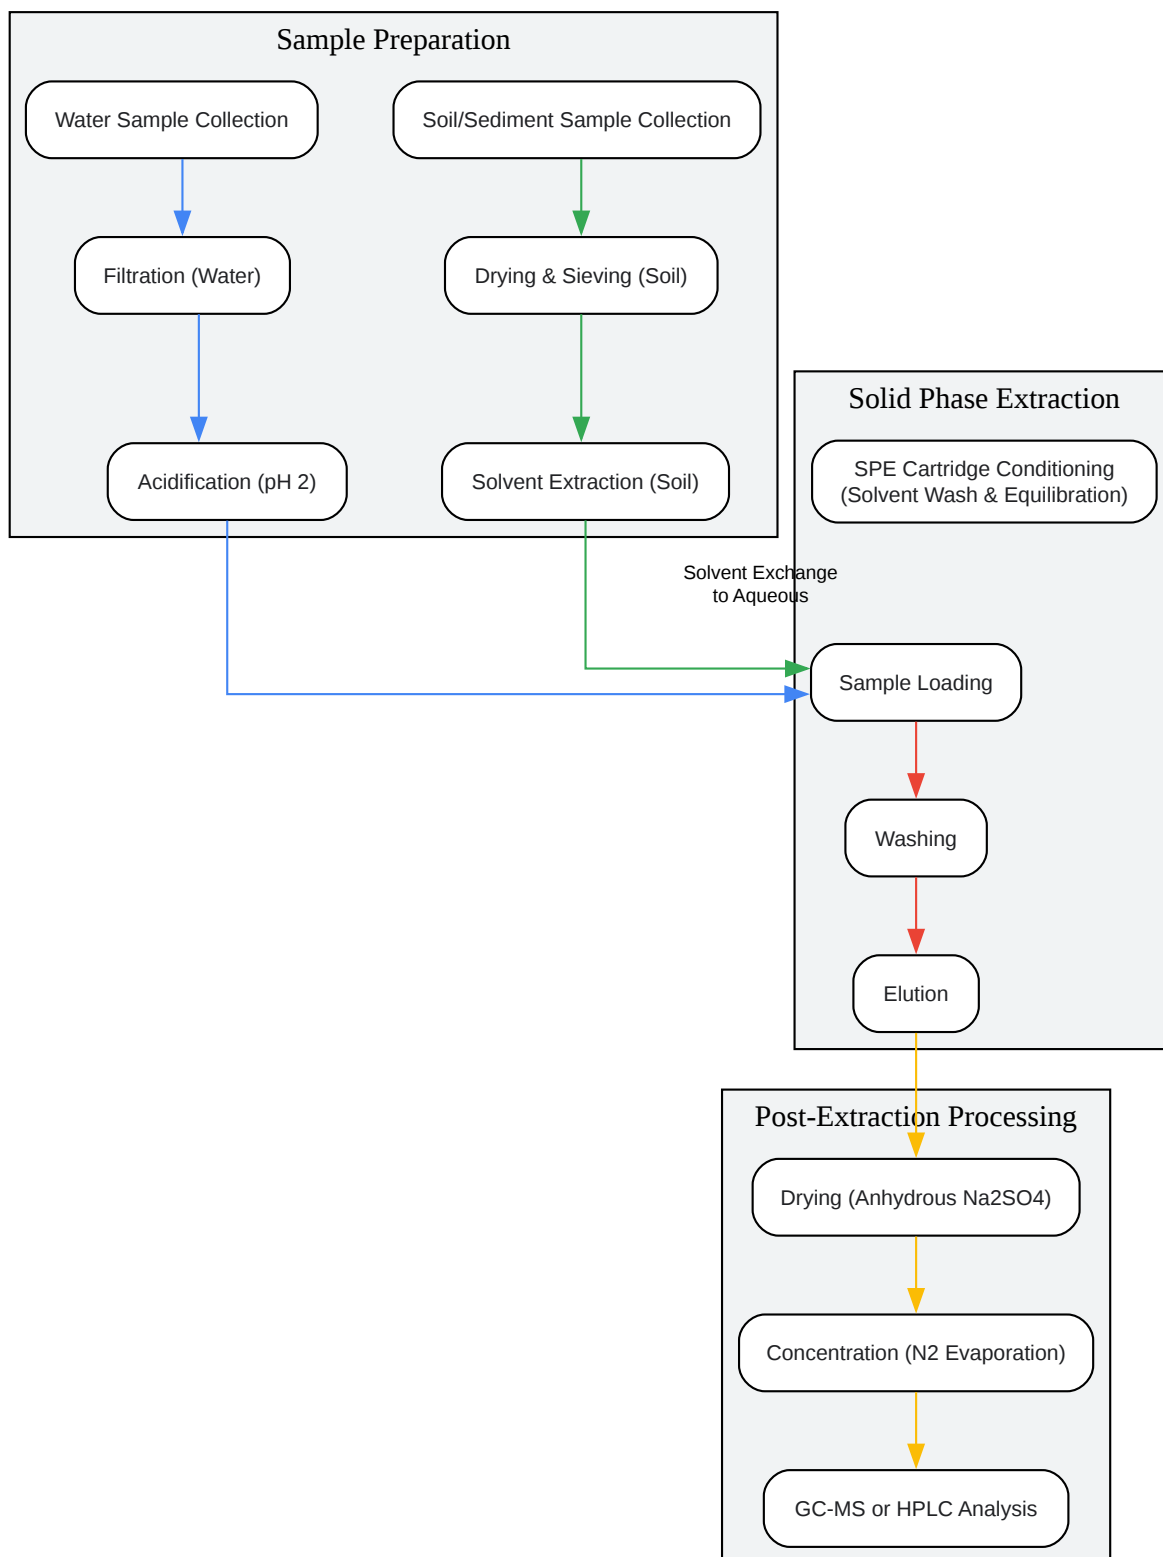 Sample Preparation
Water Sample Collection
Soil/Sediment Sample Collection
Filtration (Water)
Drying & Sieving (Soil)
Acidification (pH 2)
Solvent Extraction (Soil)
Solid Phase Extraction
SPE Cartridge Conditioning
(Solvent Wash & Equilibration)
Solvent Exchange
to Aqueous
Sample Loading
Washing
Elution
Post-Extraction Processing
Drying (Anhydrous Na2SO4)
Concentration (N2 Evaporation)
GC-MS or HPLC Analysis